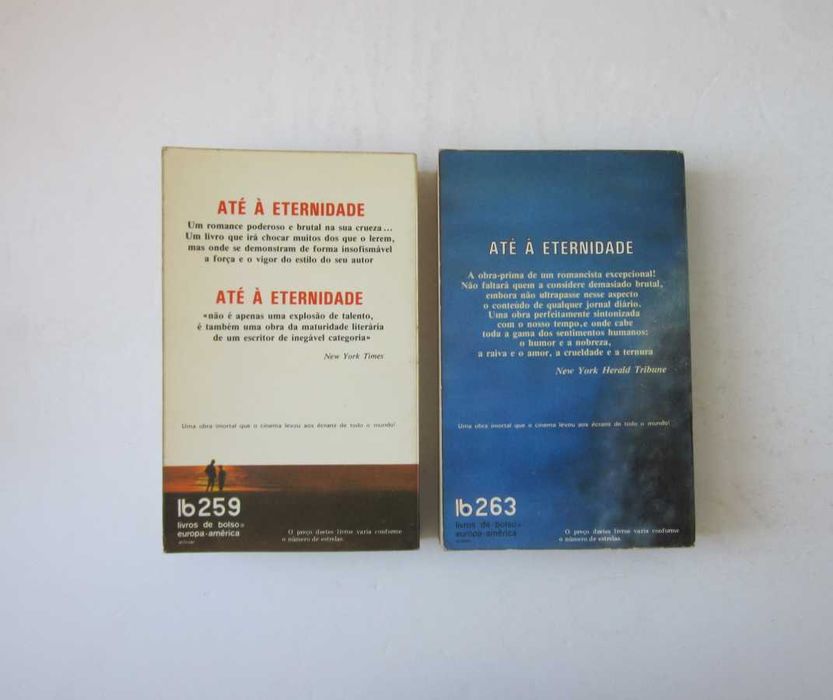 ATÉ À ETERNIDADE
Um romance poderoso e brutal na sua crueza...
Um livro que irá chocar muitos dos que o lerem,
mas onde se demonstram de forma insofismável
a força e o vigor do estilo do seu autor
ATÉ À ETERNIDADE
«não é apenas uma explosão de talento,
é também uma obra da maturidade literária
de um escritor de inegável categoria»
New York Times
Uma obra imortal que o cinema levou aos écrans de todo o mundo!
lb259
livros de bolso
europa-américa
O preço destes livros varia conforme
o número de estrelas.
ATÉ À ETERNIDADE
A obra-prima de um romancista excepcional!
Não faltará quem a considere demasiado brutal,
embora não ultrapasse nesse aspecto
o conteúdo de qualquer jornal diário.
Uma obra perfeitamente sintonizada
com o nosso tempo, e onde cabe
toda a gama dos sentimentos humanos:
o humor e a nobreza,
a raiva e o amor, a crueldade e a ternura
New York Herald Tribune
Uma obra imortal que o cinema levou aos écrans de todo o mundo!
lb263
livros de bolso
europa-américa
O preço destes livros varia conforme
o número de estrelas.